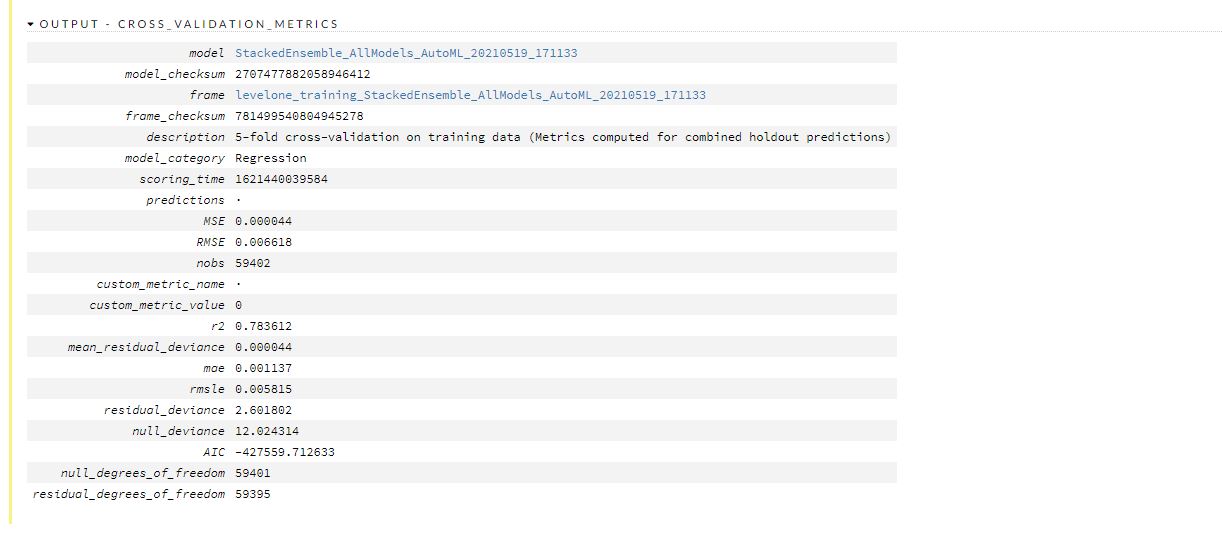 OUTPUT - CROSS_VALIDATION_METRICS
model StackedEnsemble_AllModels_AutoML_20210519_171133
model_checksum 2707477882058946412
frame levelone_training_StackedEnsemble_AllModels_AutoML_20210519_171133
frame_checksum 781499540804945278
description 5-fold cross-validation on training data (Metrics computed for combined holdout predictions)
model_category Regression
scoring_time 1621440039584
predictions ·
MSE 0.000044
RMSE 0.006618
nobs 59402
custom_metric_name ·
custom_metric_value 0
r2 0.783612
mean_residual_deviance 0.000044
mae 0.001137
rmsle 0.005815
residual_deviance 2.601802
null_deviance 12.024314
AIC -427559.712633
null_degrees_of_freedom 59401
residual_degrees_of_freedom 59395